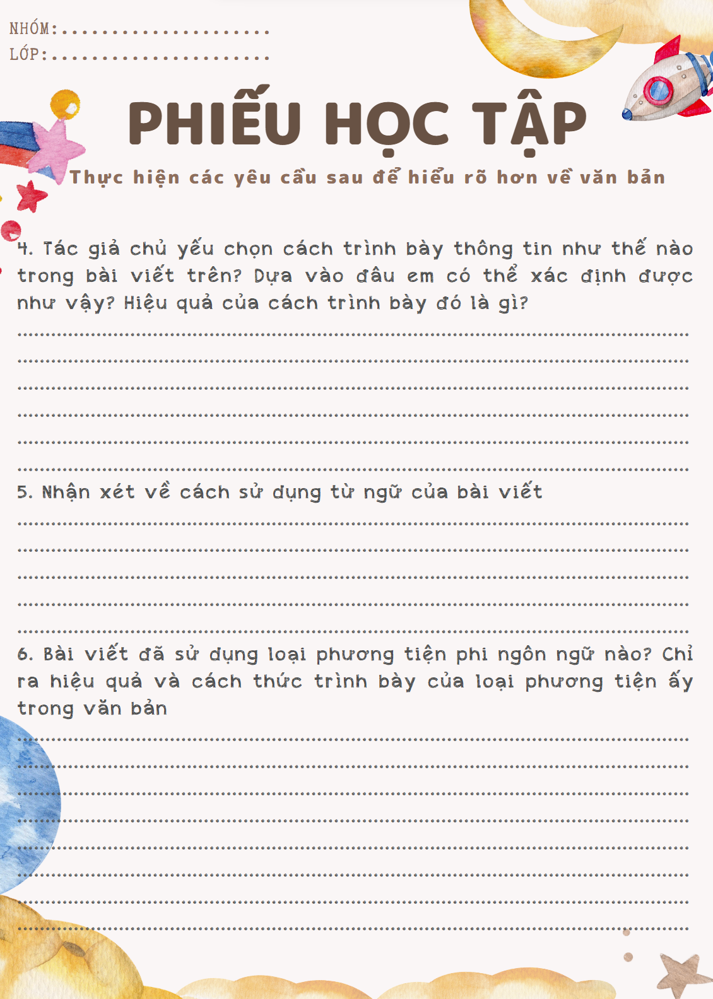 NHÓM:.....................
LỚP:......................
PHIẾU HỌC TẬP
Thực hiện các yêu cầu sau để hiểu rõ hơn về văn bản
4. Tác giả chủ yếu chọn cách trình bày thông tin như thế nào
trong bài viết trên? Dựa vào đâu em có thể xác định được
như vậy? Hiệu quả của cách trình bày đó là gì?
5. Nhận xét về cách sử dụng từ ngữ của bài viết
6. Bài viết đã sử dụng loại phương tiện phi ngôn ngữ nào? Chỉ
ra hiệu quả và cách thức trình bày của loại phương tiện ấy
trong văn bản